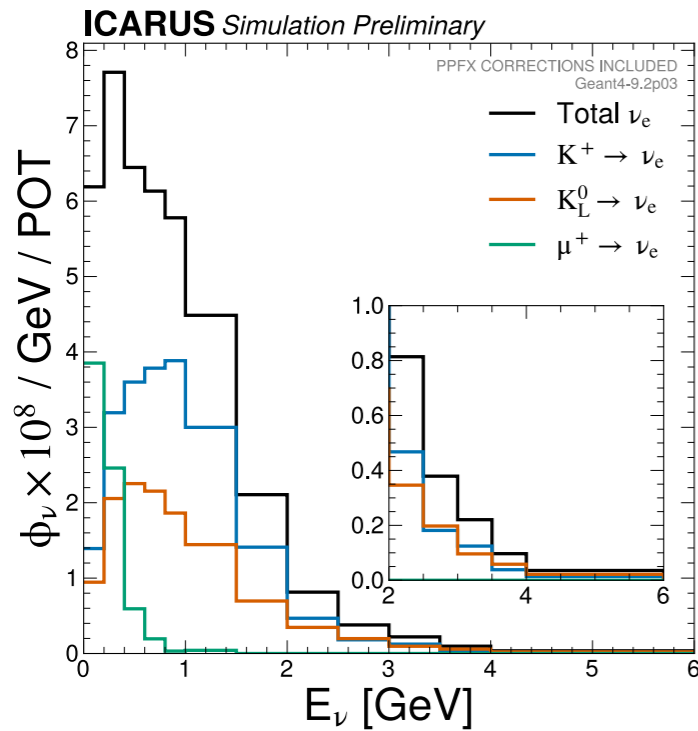 ICARUS Simulation Preliminary
PPFX CORRECTIONS INCLUDED
Geant4-9.2p03
Total νe
K+ → νe
K0L → νe
μ+ → νe
ϕν × 10^8 / GeV / POT
8
7
6
5
4
3
2
1
0
1.0
0.8
0.6
0.4
0.2
0.0
2 4 6
0 1 2 3 4 5 6
Eν [GeV]